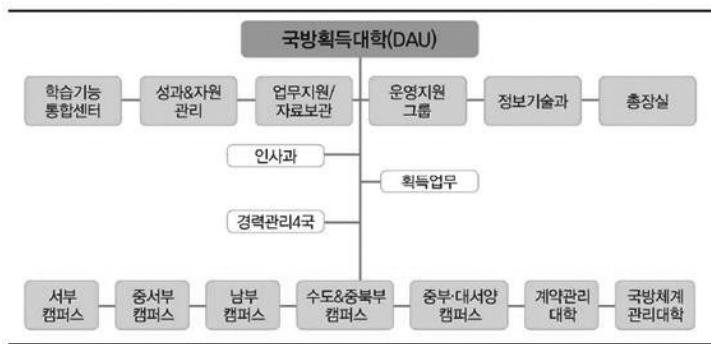 국방획득대학(DAU)
학습기능
통합센터
성과&자원
관리
업무지원/
자료보관
운영지원
그룹
정보기술과
총장실
인사과
획득업무
경력관리4국
서부
캠퍼스
중서부
캠퍼스
남부
캠퍼스
수도&중북부
캠퍼스
중부·대서양
캠퍼스
계약관리
대학
국방체계
관리대학